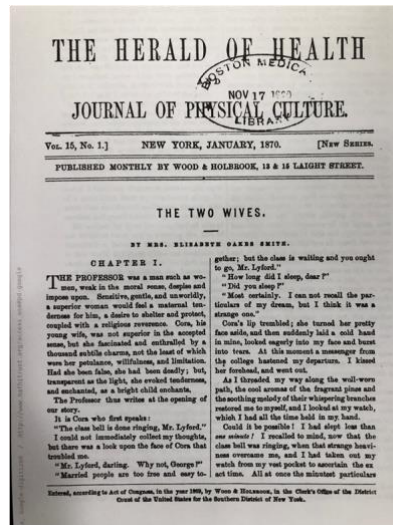 THE HERALD OF HEALTH
BOSTON MEDICAL
NOV 17
LIBRARY
JOURNAL OF PHYSICAL CULTURE.
VOL. 15, No. 1.] NEW YORK, JANUARY, 1870. [NEW SERIES.
PUBLISHED MONTHLY BY WOOD & HOLBROOK, 13 & 15 LAIGHT STREET.
THE TWO WIVES.
BY MRS. ELIZABETH OAKES SMITH.
CHAPTER I.
THE PROFESSOR was a man such as wo-
men, weak in the moral sense, despise and
impose upon. Sensitive, gentle, and unworldly,
a superior woman would feel a maternal ten-
derness for him, a desire to shelter and protect,
coupled with a religious reverence. Cora, his
young wife, was not superior in the accepted
sense, but she fascinated and enthralled by a
thousand subtile charms, not the least of which
were her petulance, willfulness, and limitation.
Had she been false, she had been deadly; but,
transparent as the light, she evoked tenderness,
and enchanted, as a bright child enchants.
The Professor thus writes at the opening of
our story.
It is Cora who first speaks:
"The class bell is done ringing, Mr. Lyford."
I could not immediately collect my thoughts,
but there was a look upon the face of Cora that
troubled me.
"Mr. Lyford, darling. Why not, George?"
"Married people are too free and easy to-
gether; but the class is waiting and you ought
to go, Mr. Lyford."
"How long did I sleep, dear?"
"Did you sleep?"
"Most certainly. I can not recall the par-
ticulars of my dream, but I think it was a
strange one."
Cora's lip trembled; she turned her pretty
face aside, and then suddenly laid a cold hand
in mine, looked eagerly into my face and burst
into tears. At this moment a messenger from
the college hastened my departure. I kissed
her forehead, and went out.
As I threaded my way along the well-worn
path, the cool aroma of the fragrant pines and
the soothing melody of their whispering branches
restored me to myself, and I looked at my watch,
which I had all the time held in my hand.
Could it be possible! I had slept less than
one minute! I recalled to mind, now that the
class bell was ringing, when that strange heavi-
ness overcame me, and I had taken out my
watch from my vest pocket to ascertain the ex
act time. All at once the minutest particulars
Entered, according to Act of Congress, in the year 1869, by WOOD & HOLBROOK, in the Clerk's Office of the District
Court of the United States for the Southern District of New York.